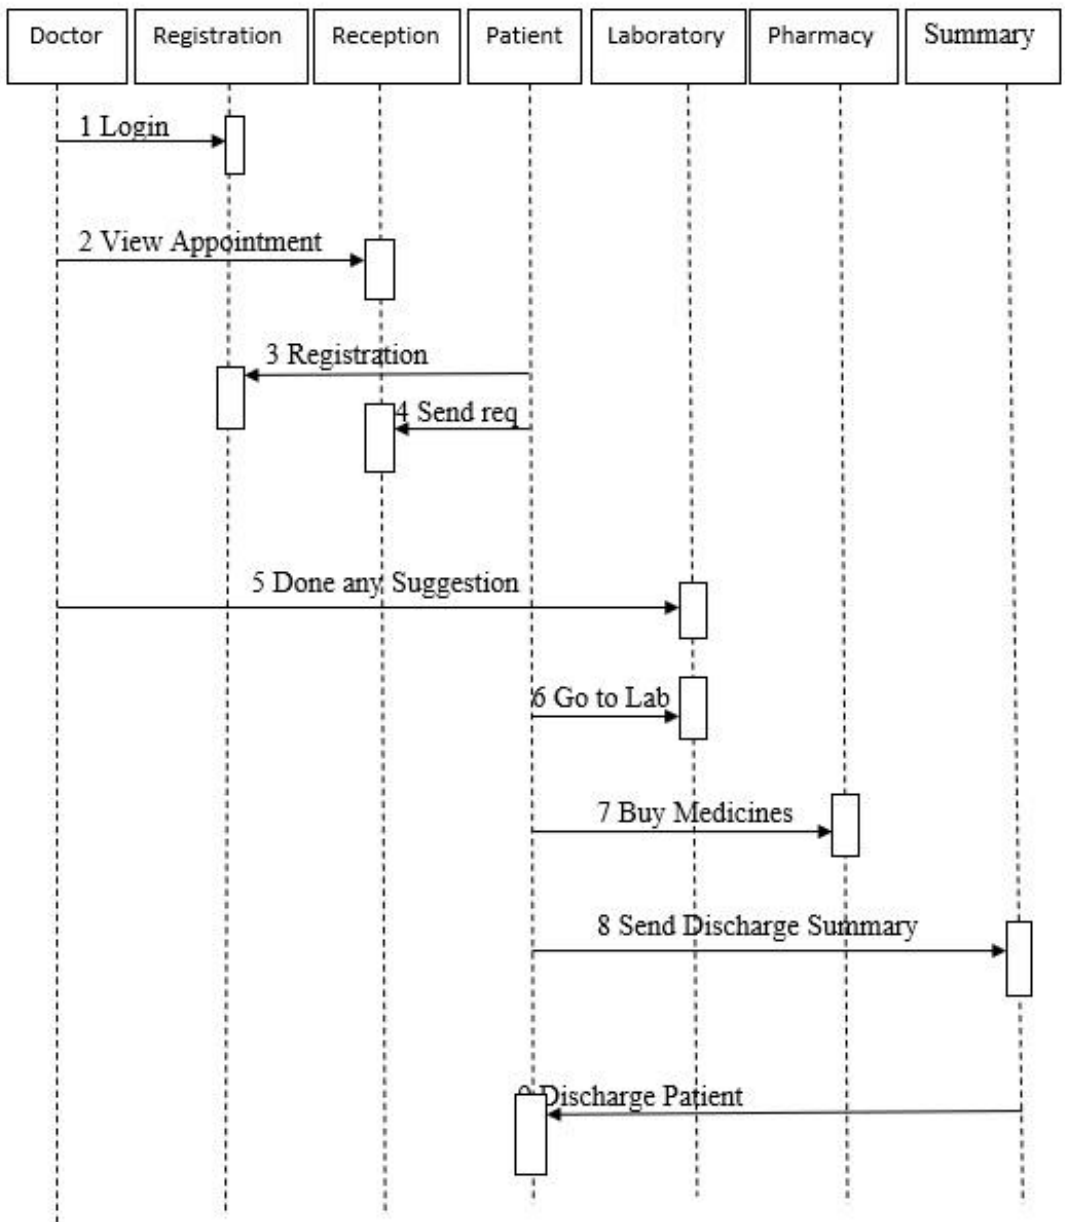 Doctor
Registration
Reception
Patient
Laboratory
Pharmacy
Summary
1 Login
2 View Appointment
3 Registration
4 Send req
5 Done any Suggestion
6 Go to Lab
7 Buy Medicines
8 Send Discharge Summary
9 Discharge Patient